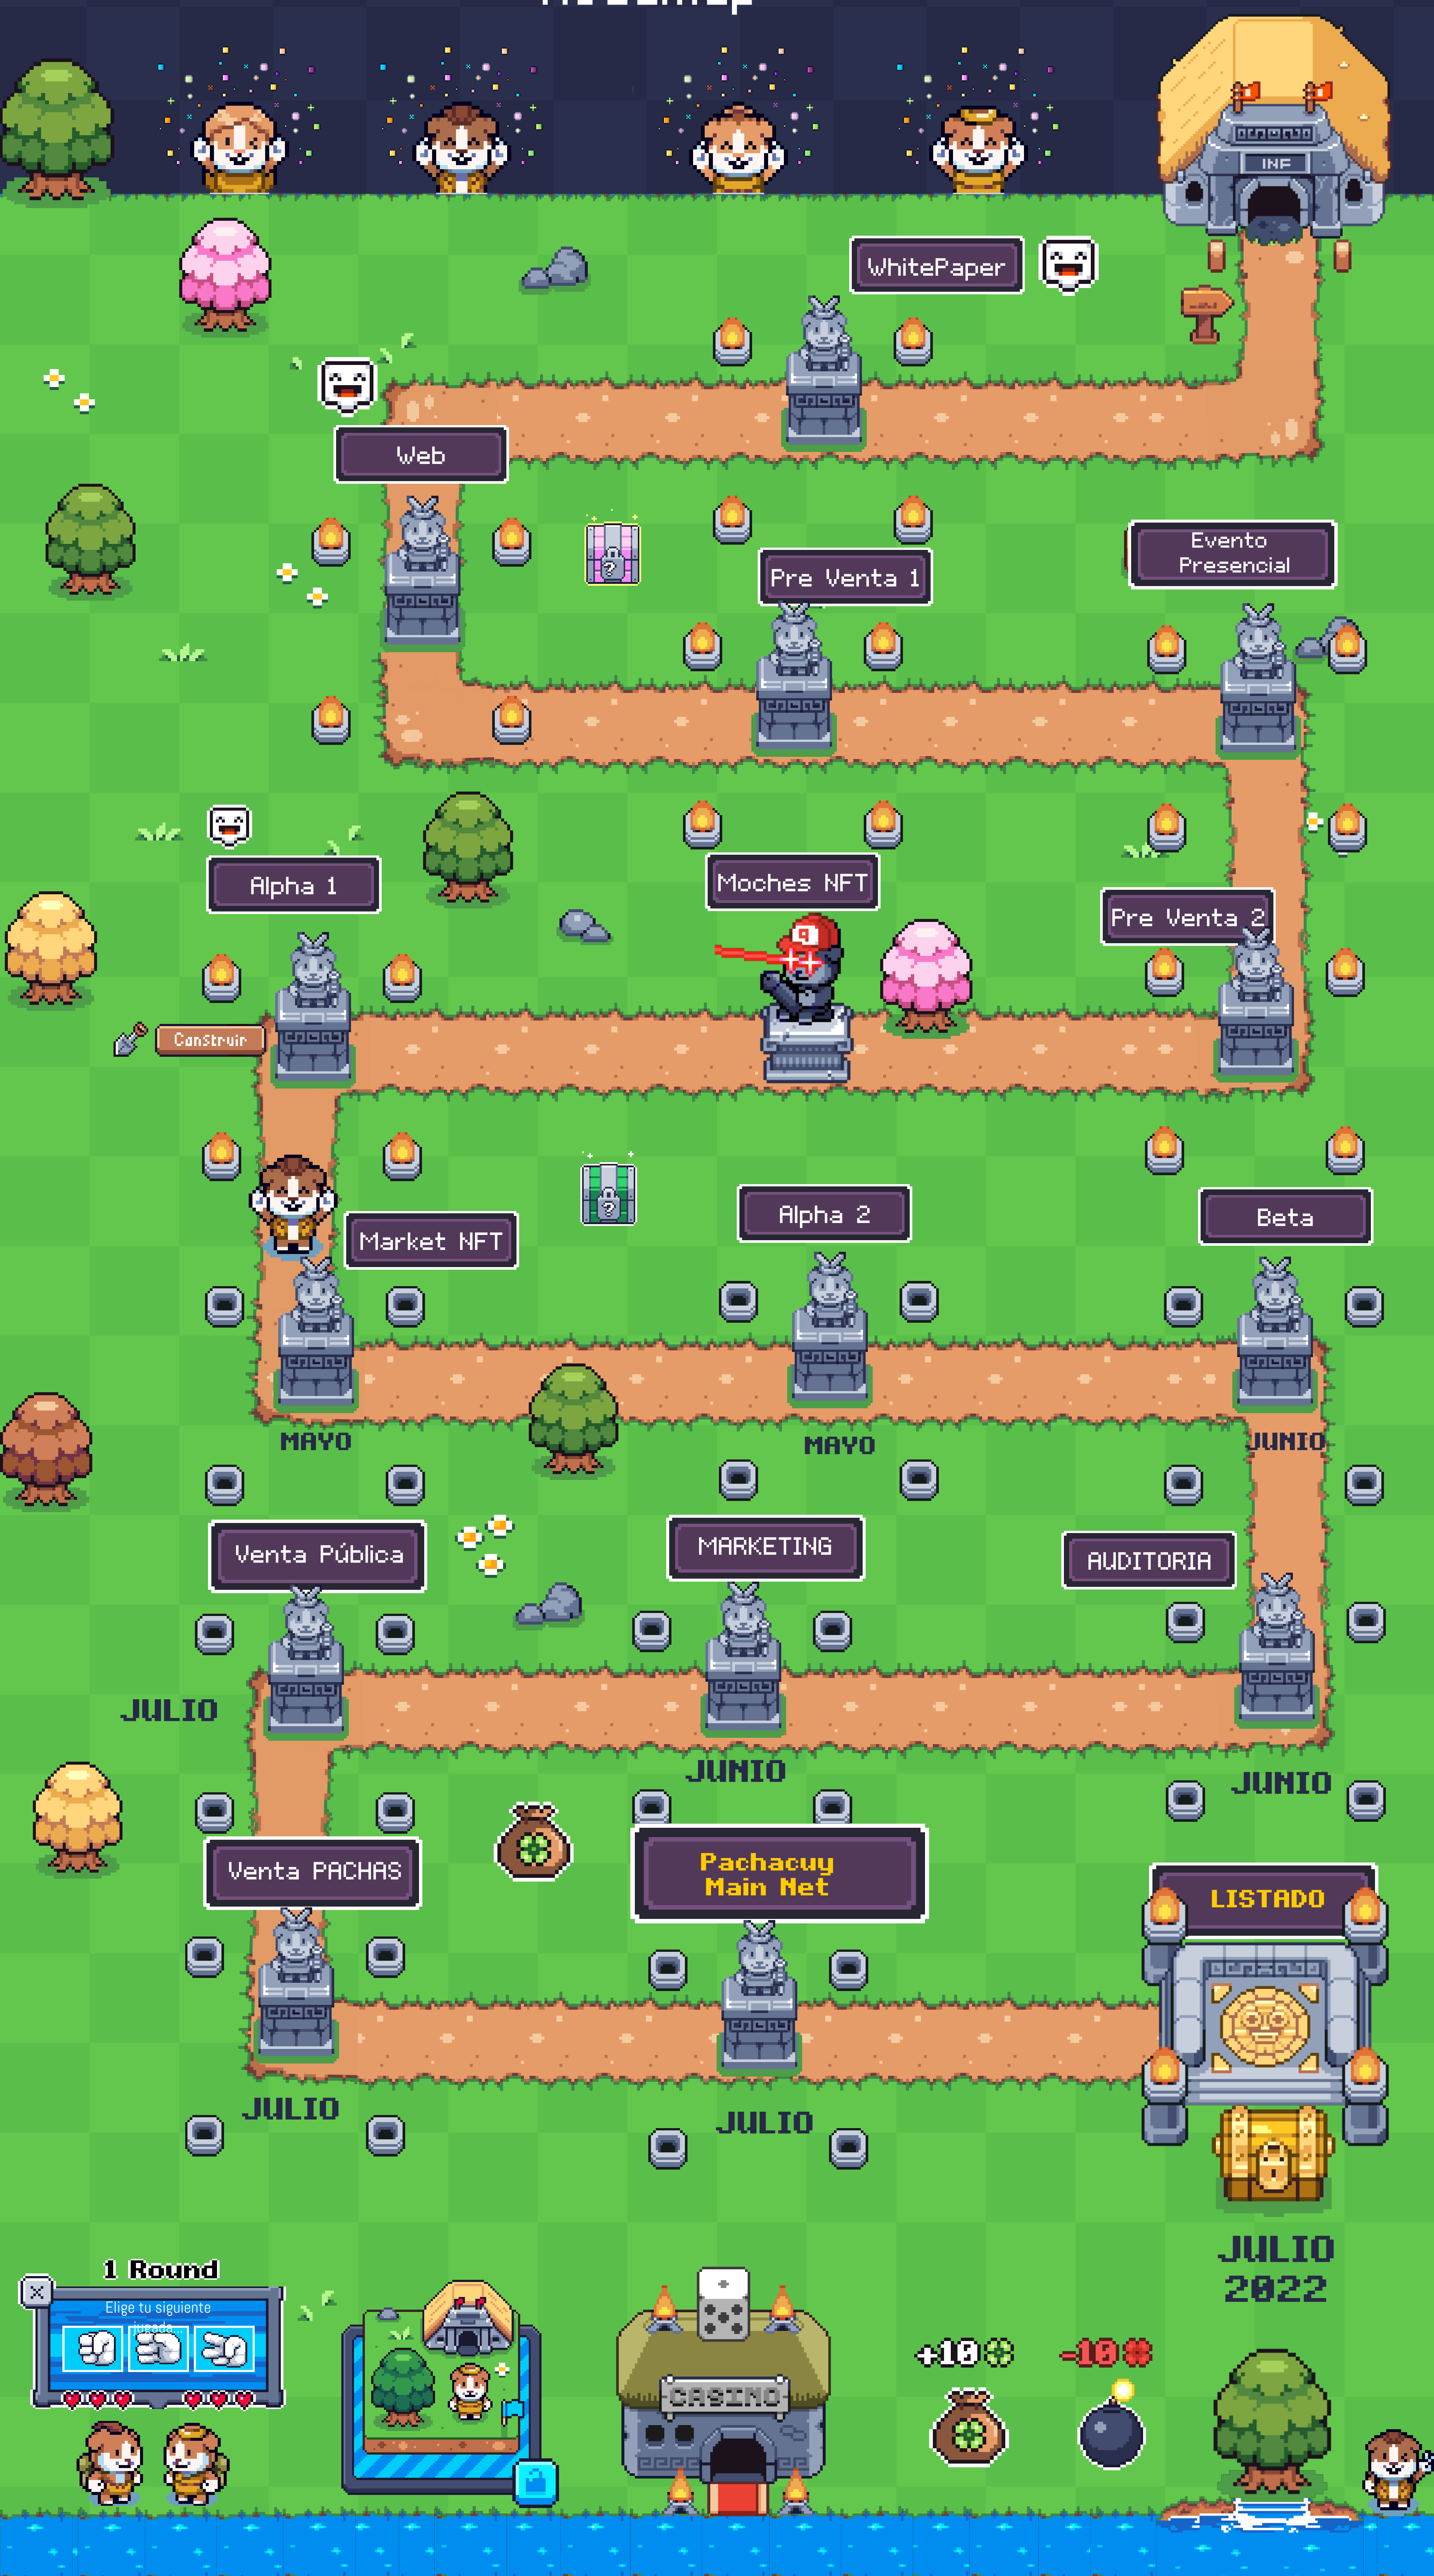 INF
WhitePaper
Web
Pre Venta 1
Evento
Presencial
Alpha 1
Moches NFT
9
Pre Venta 2
Construir
Market NFT
?
Alpha 2
Beta
MAYO
MAYO
JUNIO
Venta Pública
MARKETING
AUDITORIA
JULIO
JUNIO
JUNIO
Venta PACHAS
Pachacuy
Main Net
LISTADO
JULIO
JULIO
JULIO
2022
1 Round
Elige tu siguiente
jugada...
CASINO
+10
-10